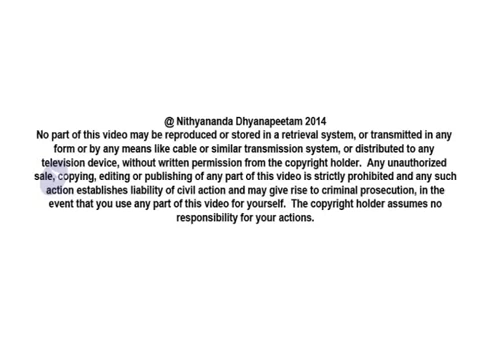 @ Nithyananda Dhyanapeetam 2014
No part of this video may be reproduced or stored in a retrieval system, or transmitted in any
form or by any means like cable or similar transmission system, or distributed to any
television device, without written permission from the copyright holder.  Any unauthorized
sale, copying, editing or publishing of any part of this video is strictly prohibited and any such
action establishes liability of civil action and may give rise to criminal prosecution, in the
event that you use any part of this video for yourself.  The copyright holder assumes no
responsibility for your actions.